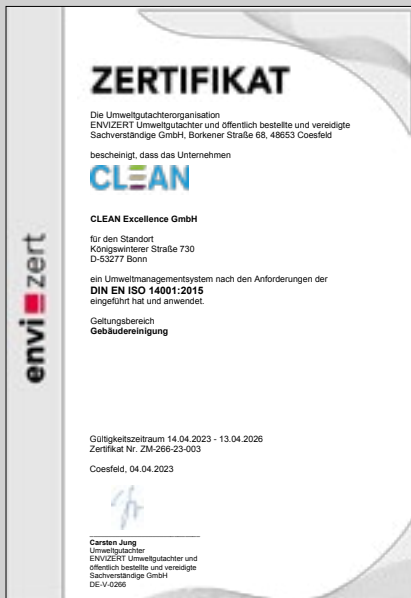 ZERTIFIKAT
Die Umweltgutachterorganisation
ENVIZERT Umweltgutachter und öffentlich bestellte und vereidigte
Sachverständige GmbH, Borkener Straße 68, 48653 Coesfeld
bescheinigt, dass das Unternehmen
CLEAN
CLEAN Excellence GmbH
für den Standort
Königswinterer Straße 730
D-53277 Bonn
ein Umweltmanagementsystem nach den Anforderungen der
DIN EN ISO 14001:2015
eingeführt hat und anwendet.
Geltungsbereich
Gebäudereinigung
Gültigkeitszeitraum 14.04.2023 - 13.04.2026
Zertifikat Nr. ZM-266-23-003
Coesfeld, 04.04.2023
Carsten Jung
Umweltgutachter
ENVIZERT Umweltgutachter und
öffentlich bestellte und vereidigte
Sachverständige GmbH
DE-V-0266
envizert